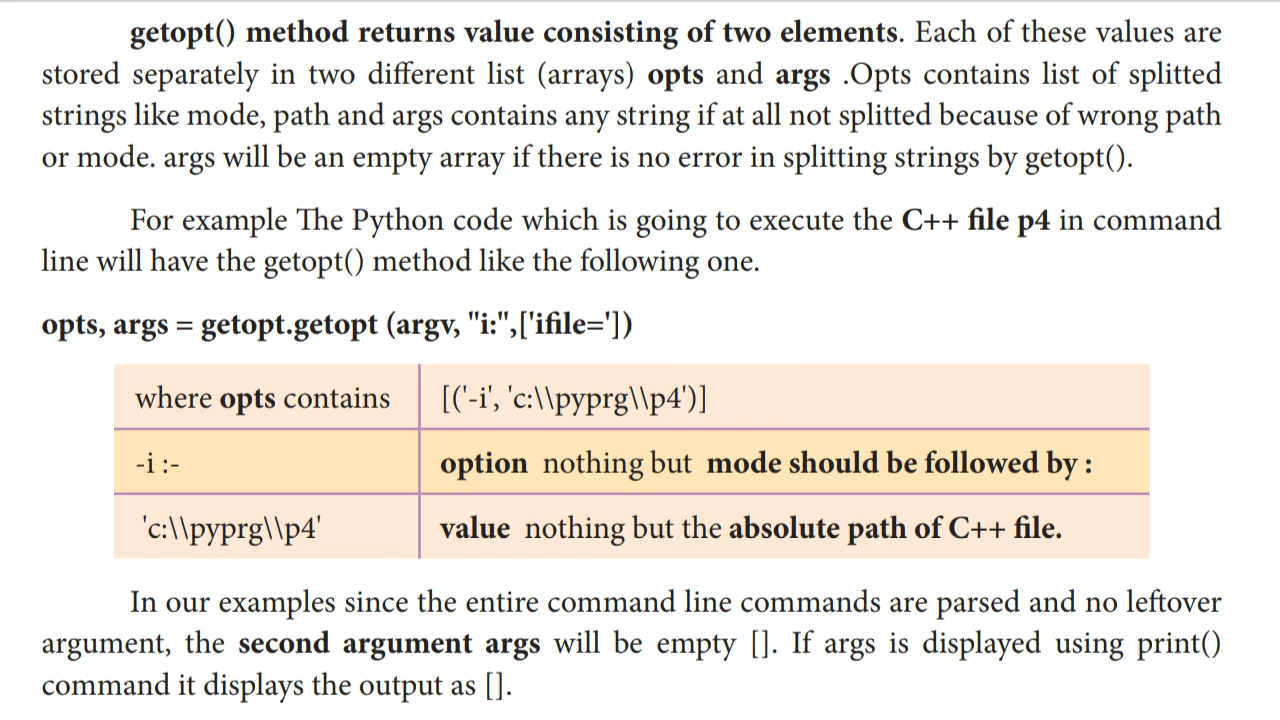 getopt() method returns value consisting of two elements. Each of these values are
stored separately in two different list (arrays) opts and args .Opts contains list of splitted
strings like mode, path and args contains any string if at all not splitted because of wrong path
or mode. args will be an empty array if there is no error in splitting strings by getopt().
For example The Python code which is going to execute the C++ file p4 in command
line will have the getopt() method like the following one.
opts, args = getopt.getopt (argv, "i:",['ifile='])
where opts contains [('-i', 'c:\\pyprg\\p4')]
-i :- option nothing but mode should be followed by :
'c:\\pyprg\\p4' value nothing but the absolute path of C++ file.
In our examples since the entire command line commands are parsed and no leftover
argument, the second argument args will be empty []. If args is displayed using print()
command it displays the output as [].